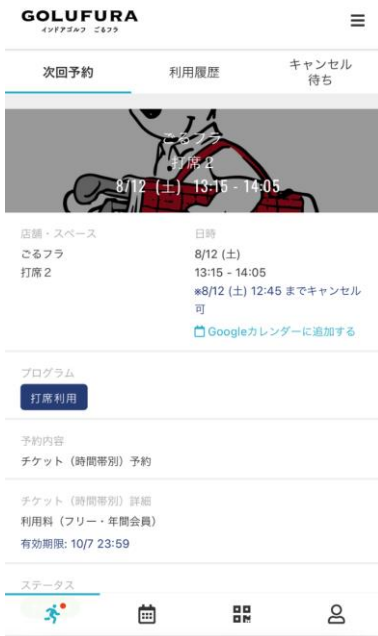 GOLUFURA
インドアゴルフ ごるフラ
次回予約
利用履歴
キャンセル
待ち
ごるフラ
打席２
8/12 (土) 13:15 - 14:05
店舗・スペース
ごるフラ
打席２
日時
8/12 (土)
13:15 - 14:05
※8/12 (土) 12:45 までキャンセル
可
Googleカレンダーに追加する
プログラム
打席利用
予約内容
チケット（時間帯別）予約
チケット（時間帯別）詳細
利用料（フリー・年間会員）
有効期限: 10/7 23:59
ステータス